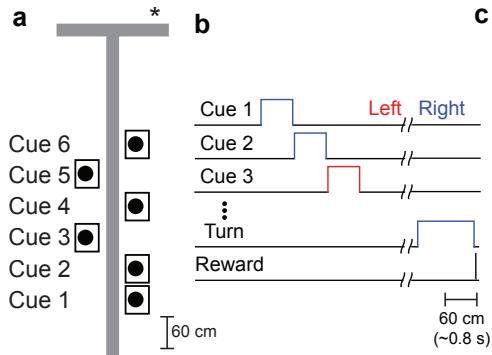 a
*
b
c
Cue 6
Cue 5
Cue 4
Cue 3
Cue 2
Cue 1
60 cm
Cue 1
Left
Right
Cue 2
Cue 3
Turn
Reward
60 cm
(~0.8 s)